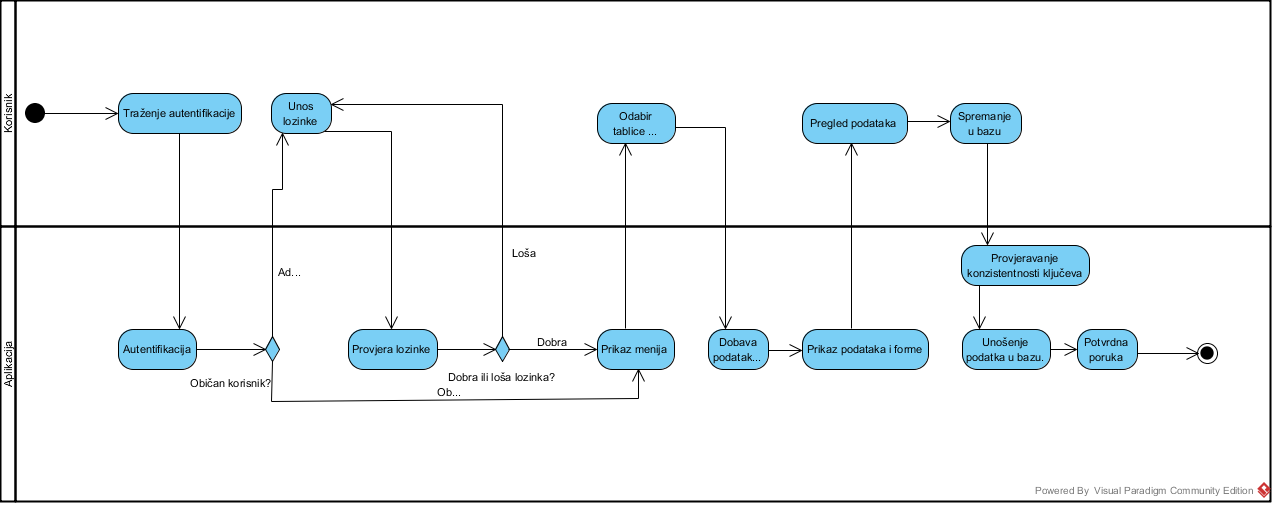 Korisnik
Traženje autentifikacije
Unos
lozinke
Odabir
tablice ...
Pregled podataka
Spremanje
u bazu
Aplikacija
Loša
Ad...
Provjeravanje
konzistentnosti ključeva
Autentifikacija
Običan korisnik?
Provjera lozinke
Dobra ili loša lozinka?
Dobra
Ob...
Prikaz menija
Dobava
podatak...
Prikaz podataka i forme
Unošenje
podatka u bazu.
Potvrdna
poruka
Powered By Visual Paradigm Community Edition